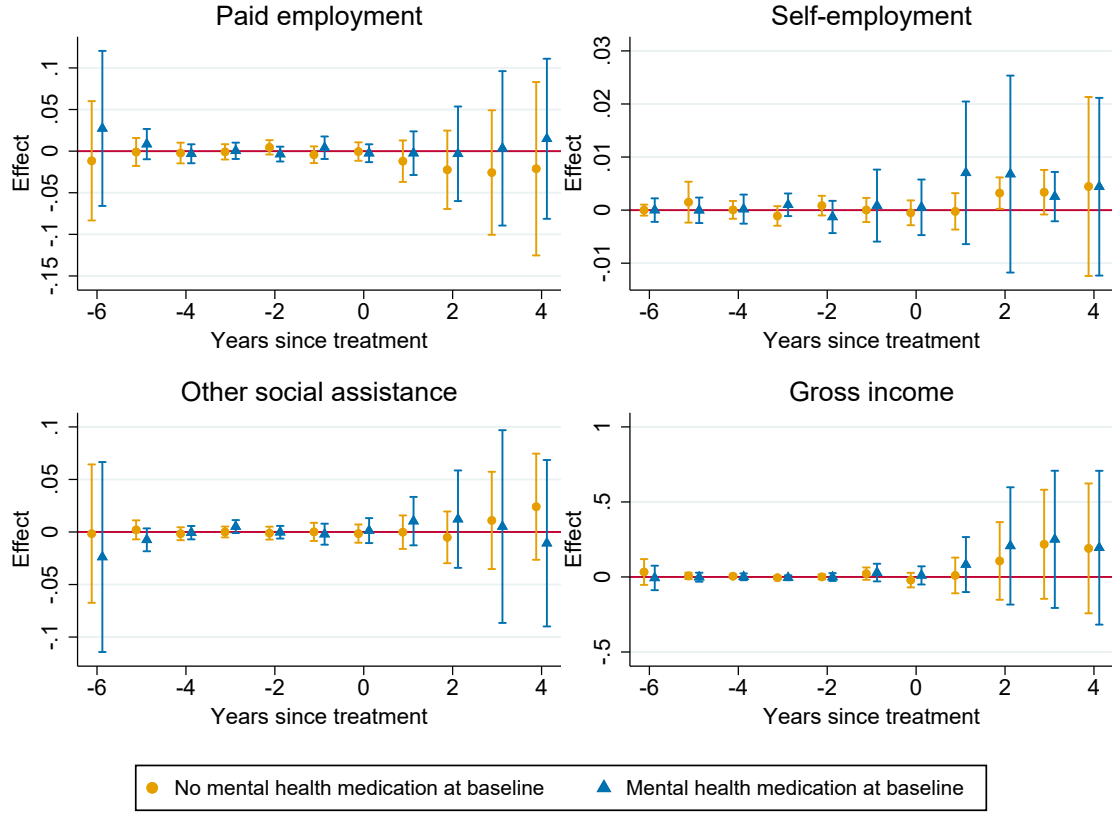 Paid employment
Effect
.1
.05
0
-.05
-.1
-.15
-6 -4 -2 0 2 4
Years since treatment
Self-employment
Effect
.03
.02
.01
0
-.01
-6 -4 -2 0 2 4
Years since treatment
Other social assistance
Effect
.1
.05
0
-.05
-.1
-6 -4 -2 0 2 4
Years since treatment
Gross income
Effect
1
.5
0
-.5
-6 -4 -2 0 2 4
Years since treatment
No mental health medication at baseline Mental health medication at baseline